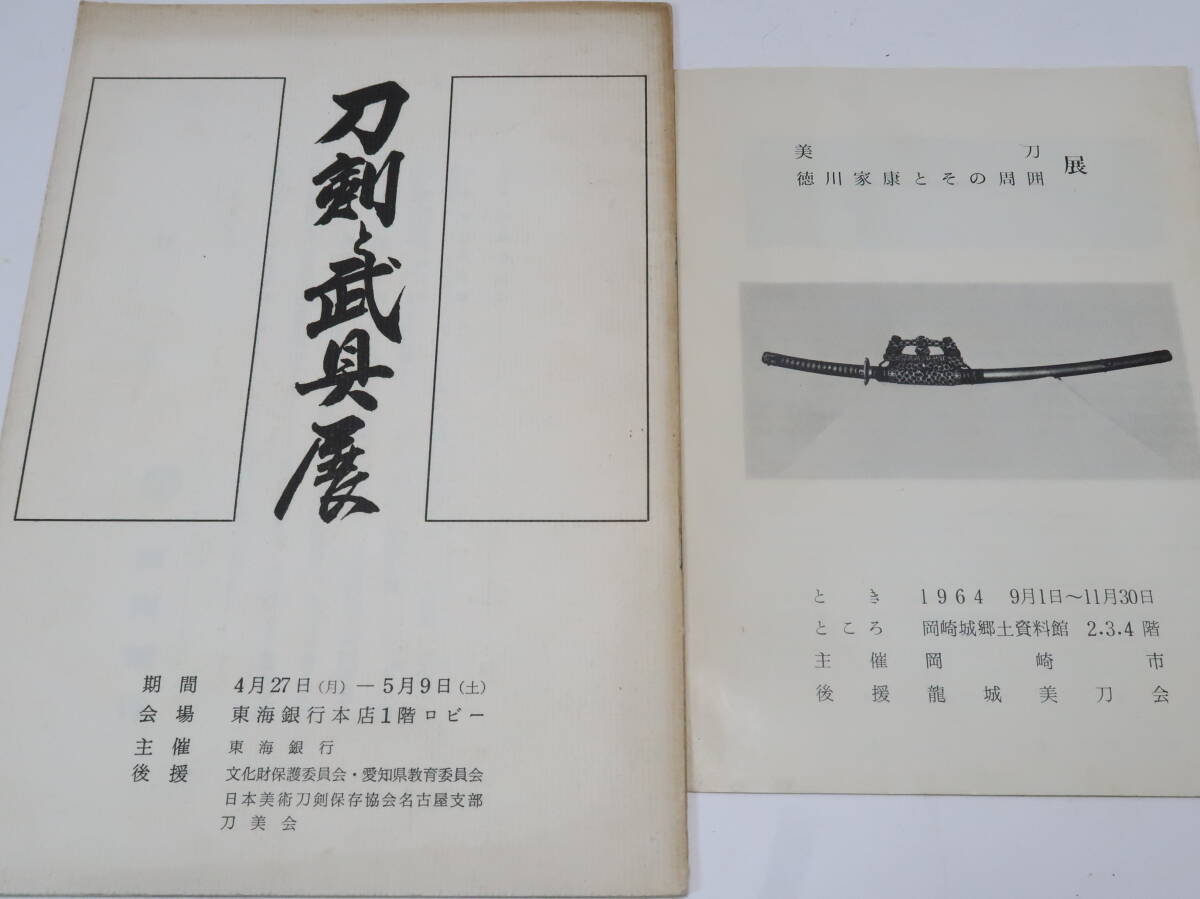 刀剣と武具展
期間 4月27日(月)―5月9日(土)
会場 東海銀行本店1階ロビー
主催 東海銀行
後援 文化財保護委員会・愛知県教育委員会
日本美術刀剣保存協会名古屋支部
刀美会
美刀
徳川家康とその周囲
展
とき 1964 9月1日〜11月30日
ところ 岡崎城郷土資料館 2.3.4階
主催 岡崎市
後援 龍城美刀会